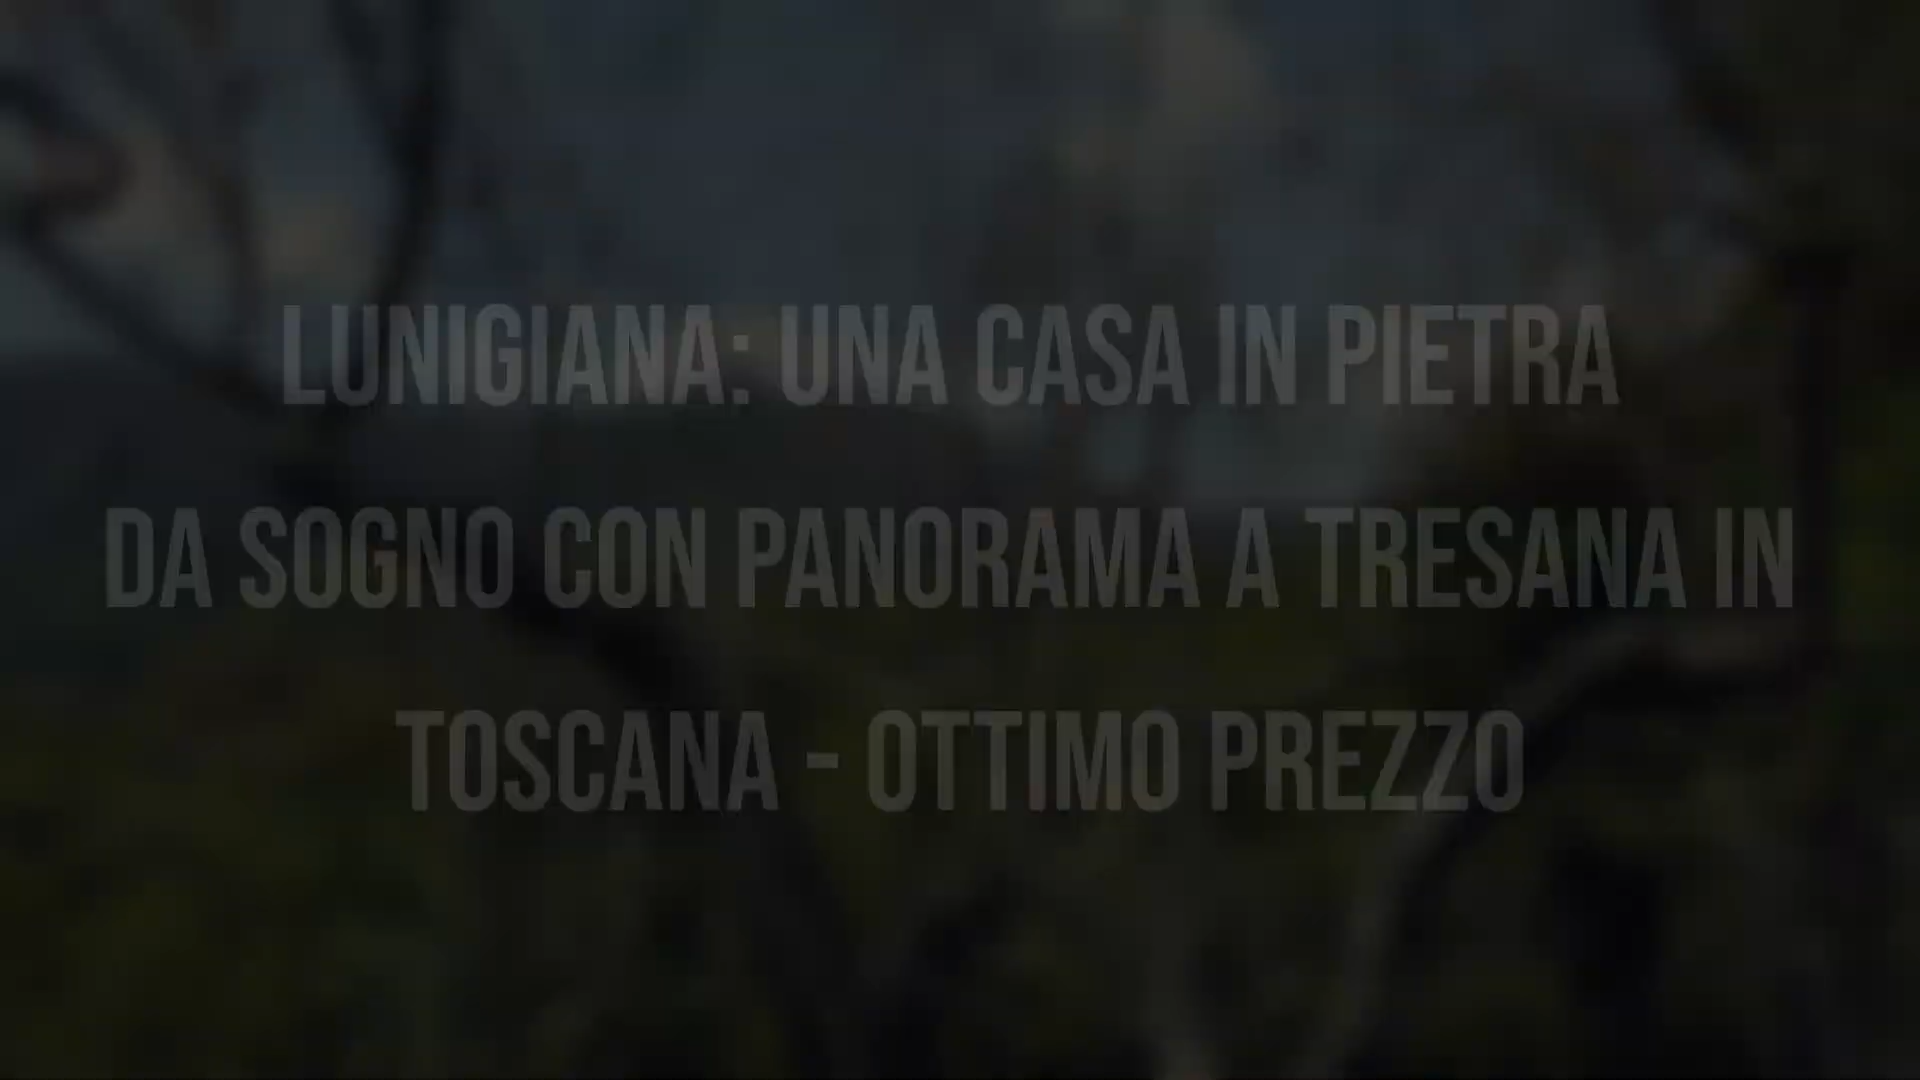 LUNIGIANA: UNA CASA IN PIETRA
DA SOGNO CON PANORAMA A TRESANA IN
TOSCANA - OTTIMO PREZZO